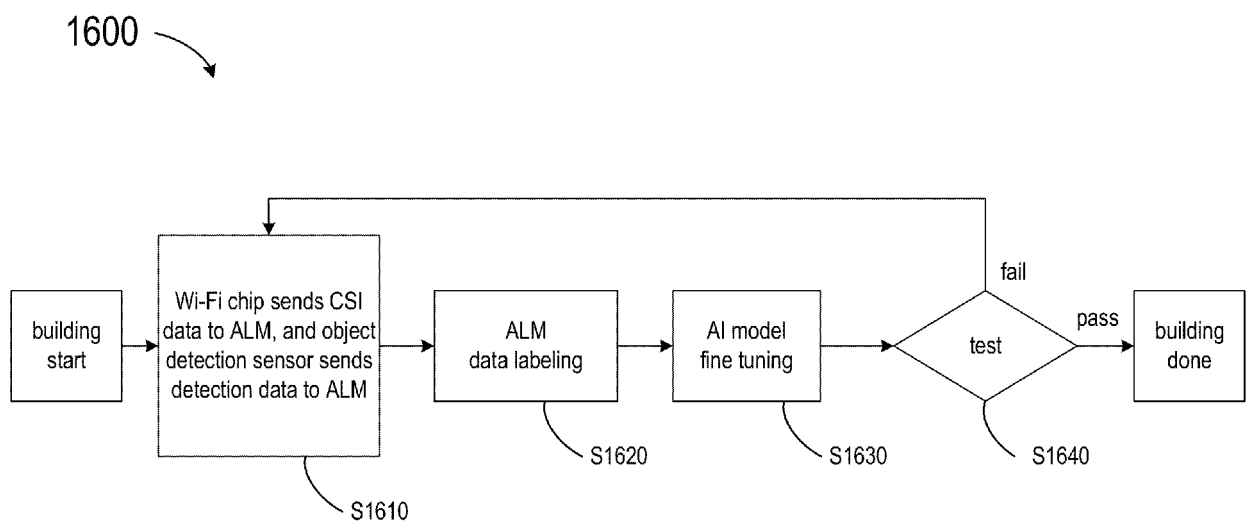 1600
building
start
Wi-Fi chip sends CSI
data to ALM, and object
detection sensor sends
detection data to ALM
S1610
ALM
data labeling
S1620
AI model
fine tuning
S1630
test
S1640
fail
pass
building
done